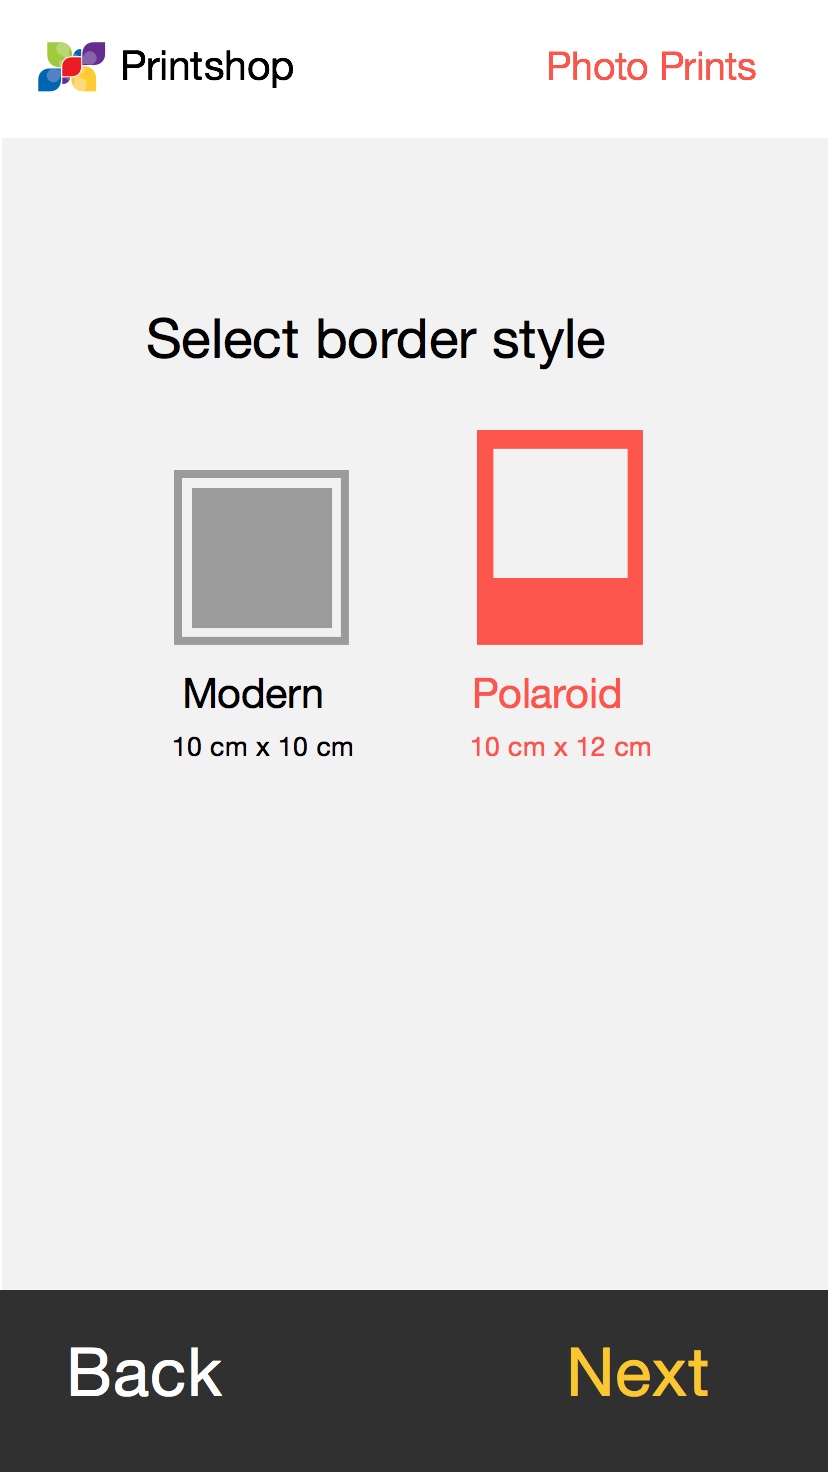 Printshop
Photo Prints
Select border style
Modern
10 cm x 10 cm
Polaroid
10 cm x 12 cm
Back
Next